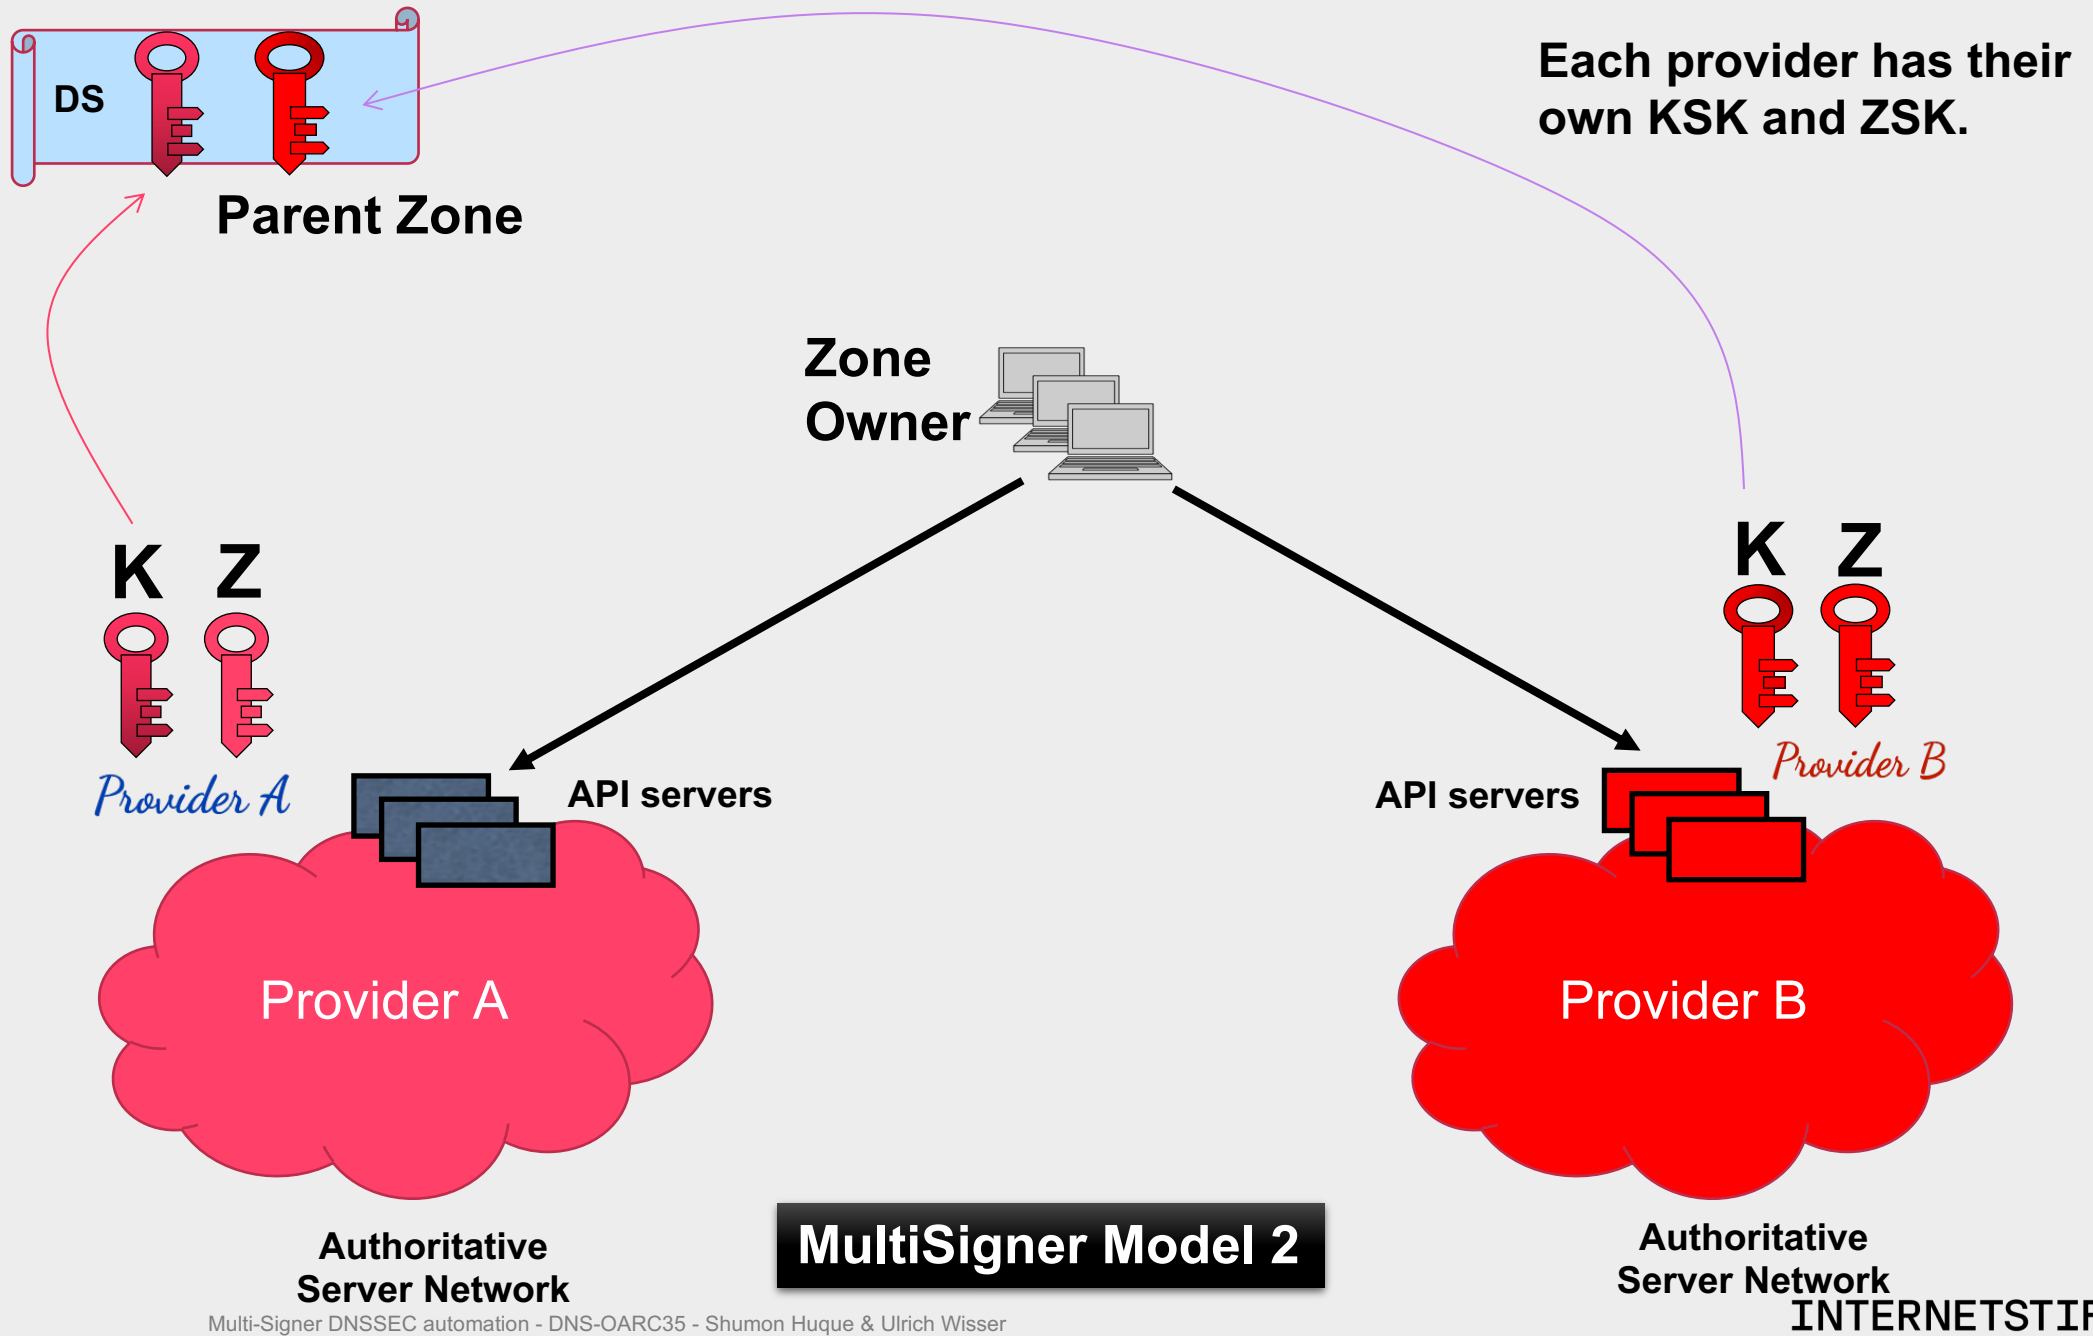 Each provider has their
own KSK and ZSK.
DS
Parent Zone
Zone
Owner
K Z
K Z
Provider A
API servers
API servers
Provider B
Provider A
Provider B
Authoritative
Server Network
MultiSigner Model 2
Authoritative
Server Network
Multi-Signer DNSSEC automation - DNS-OARC35 - Shumon Huque & Ulrich Wisser
INTERNETSTIF